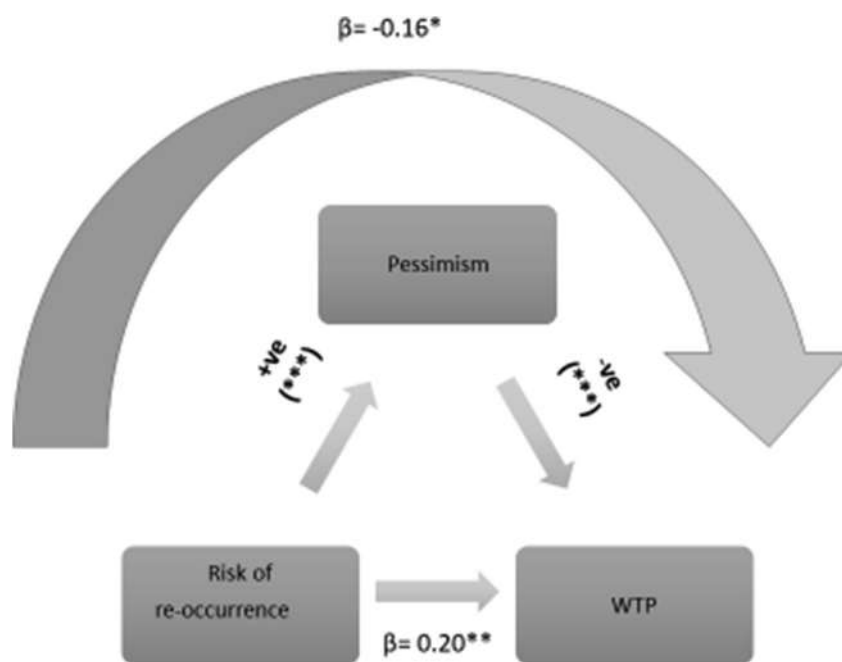 β= -0.16*
Pessimism
+ve
(***)
-ve
(***)
Risk of
re-occurrence
WTP
β= 0.20**